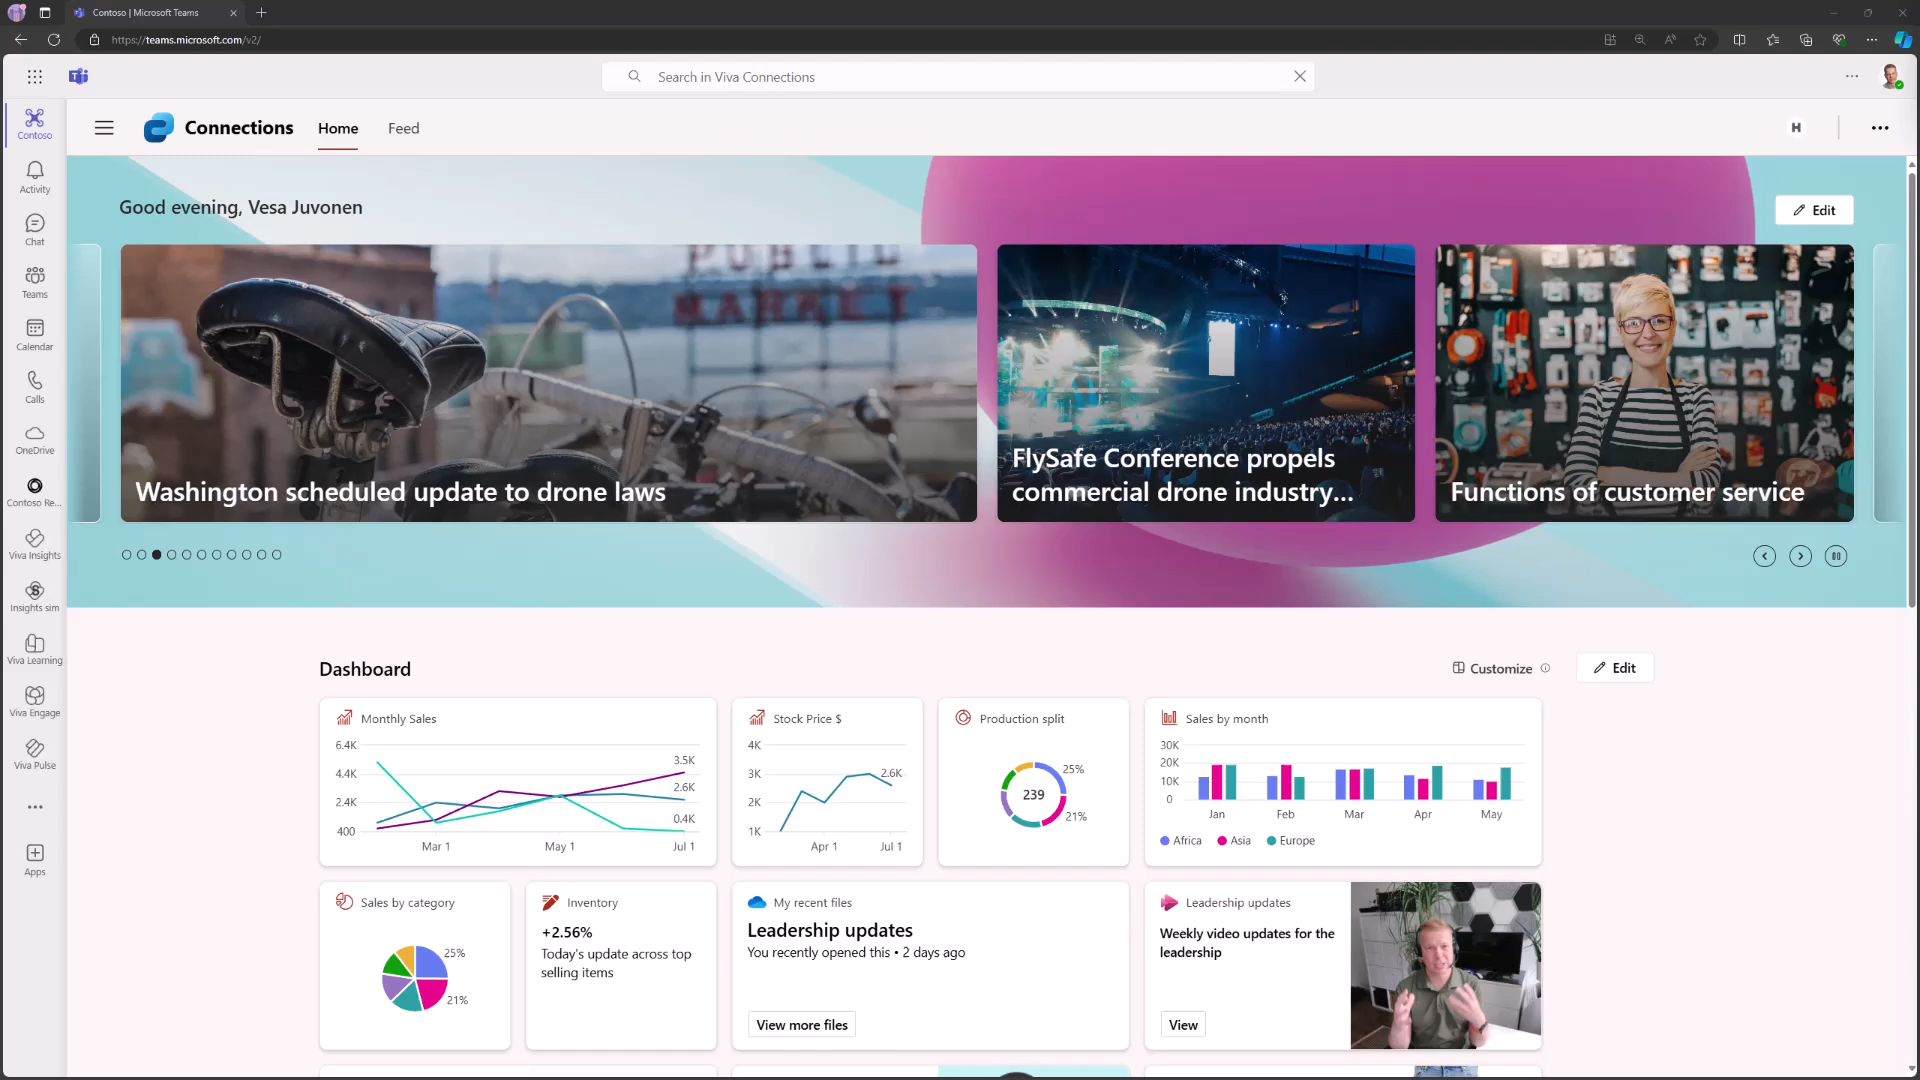 Contoso | Microsoft Teams
https://teams.microsoft.com/v2/
Search in Viva Connections
Contoso
Activity
Chat
Teams
Calendar
Calls
OneDrive
Contoso Re...
Viva Insights
Insights sim
Viva Learning
Viva Engage
Viva Pulse
Apps
Connections
Home
Feed
H
Good evening, Vesa Juvonen
Edit
PUBLIC
MARKET
Washington scheduled update to drone laws
FlySafe Conference propels
commercial drone industry...
Functions of customer service
Dashboard
Customize
Edit
Monthly Sales
6.4K
4.4K
2.4K
400
3.5K
2.6K
0.4K
Mar 1
May 1
Jul 1
Stock Price $
4K
3K
2K
1K
2.6K
Apr 1
Jul 1
Production split
239
25%
21%
Sales by month
30K
20K
10K
0
Jan
Feb
Mar
Apr
May
Africa
Asia
Europe
Sales by category
25%
21%
Inventory
+2.56%
Today's update across top
selling items
My recent files
Leadership updates
You recently opened this • 2 days ago
View more files
Leadership updates
Weekly video updates for the
leadership
View